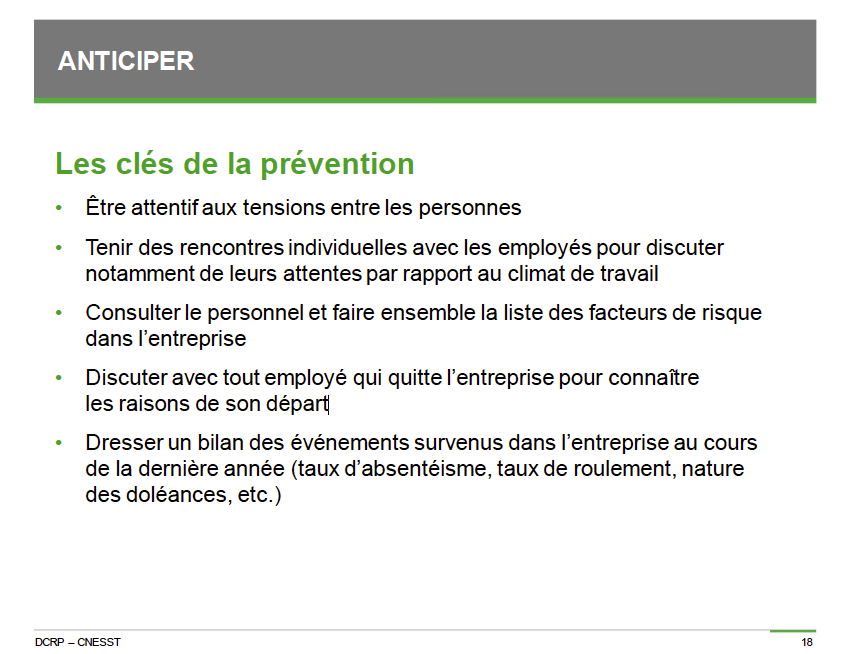 ANTICIPER
Les clés de la prévention
• Être attentif aux tensions entre les personnes
• Tenir des rencontres individuelles avec les employés pour discuter
notamment de leurs attentes par rapport au climat de travail
• Consulter le personnel et faire ensemble la liste des facteurs de risque
dans l’entreprise
• Discuter avec tout employé qui quitte l’entreprise pour connaître
les raisons de son départ
• Dresser un bilan des événements survenus dans l’entreprise au cours
de la dernière année (taux d’absentéisme, taux de roulement, nature
des doléances, etc.)
DCRP – CNESST 18